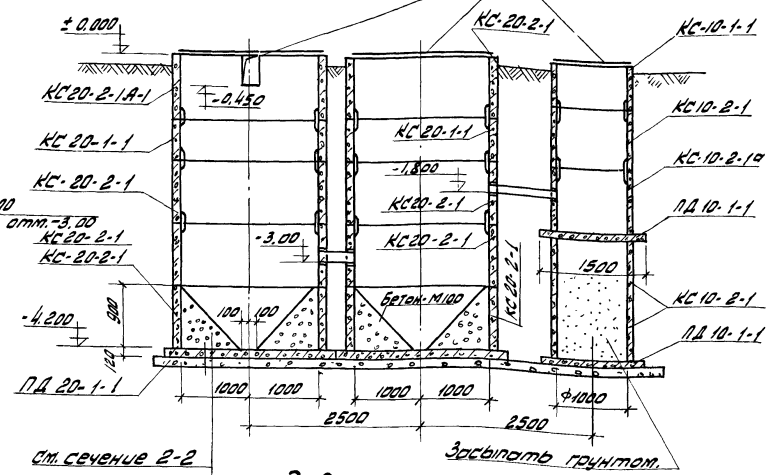 ± 0.000
КС-20-2-1
КС-10-1-1
КС20-2-1А-1
-0.450
КС10-2-1
КС 20-1-1
КС 20-1-1
КС-10-2-1а
-1.800
КС-20-2-1
КС20-2-1
ПД 10-1-1
отм.-3.00
КС20-2-1
КС20-2-1
-3.00
КС-20-2-1
1500
КС 20-2-1
бетон-М100
КС10-2-1
900
100 100
-4.200
ПД 10-1-1
120
ПД 20-1-1
1000 1000 1000 1000 ф1000
2500 2500
см. сечение 2-2
Засыпать грунтом.